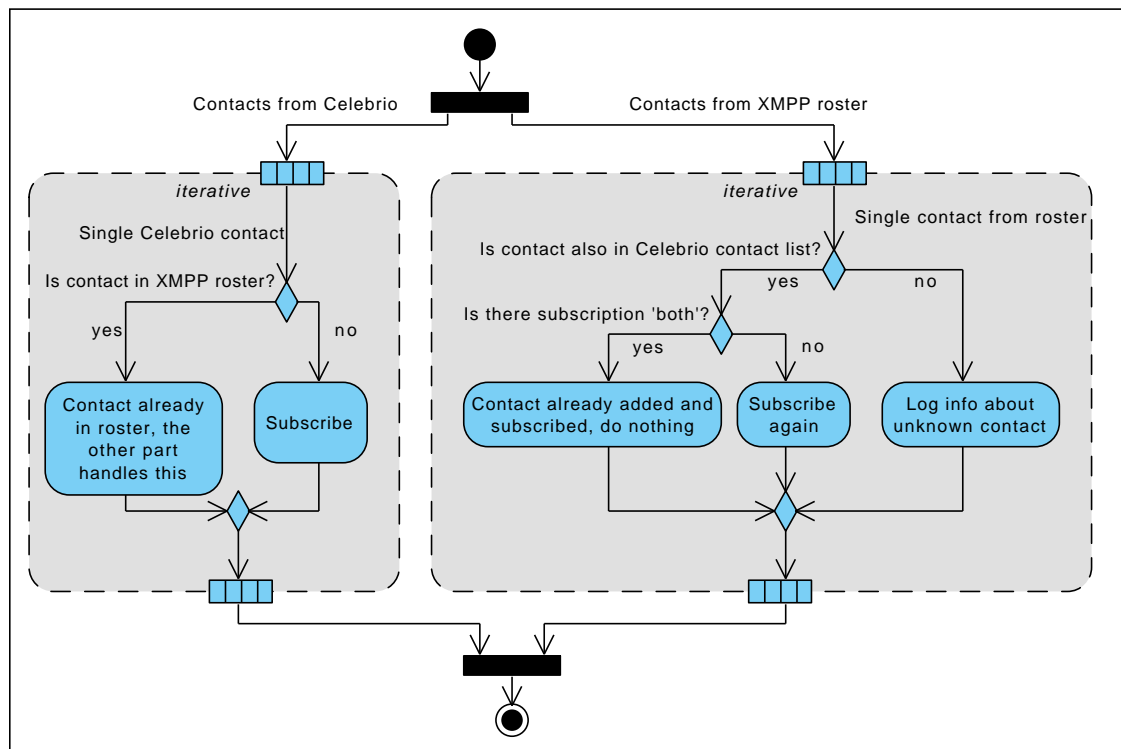 Contacts from Celebrio
Contacts from XMPP roster
iterative
iterative
Single Celebrio contact
Single contact from roster
Is contact in XMPP roster?
Is contact also in Celebrio contact list?
yes
no
yes
no
Is there subscription 'both'?
yes
no
Contact already
in roster, the
other part
handles this
Subscribe
Contact already added and
subscribed, do nothing
Subscribe
again
Log info about
unknown contact